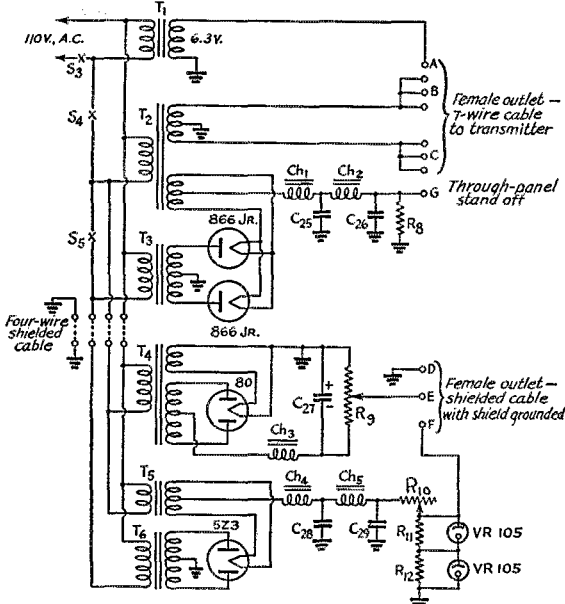 T1
110V., A.C.
6.3V.
S3
A
B
S4
T2
Female outlet –
7-wire cable
to transmitter
C
Ch1
Ch2
G
Through-panel
stand off
C25
C26
R8
866 JR.
S5
T3
866 JR.
Four-wire
shielded
cable
T4
80
D
E
F
Female outlet –
shielded cable
with shield grounded
+
-
C27
R9
Ch3
T5
Ch4
Ch5
R10
T6
5Z3
C28
C29
R11
VR 105
R12
VR 105